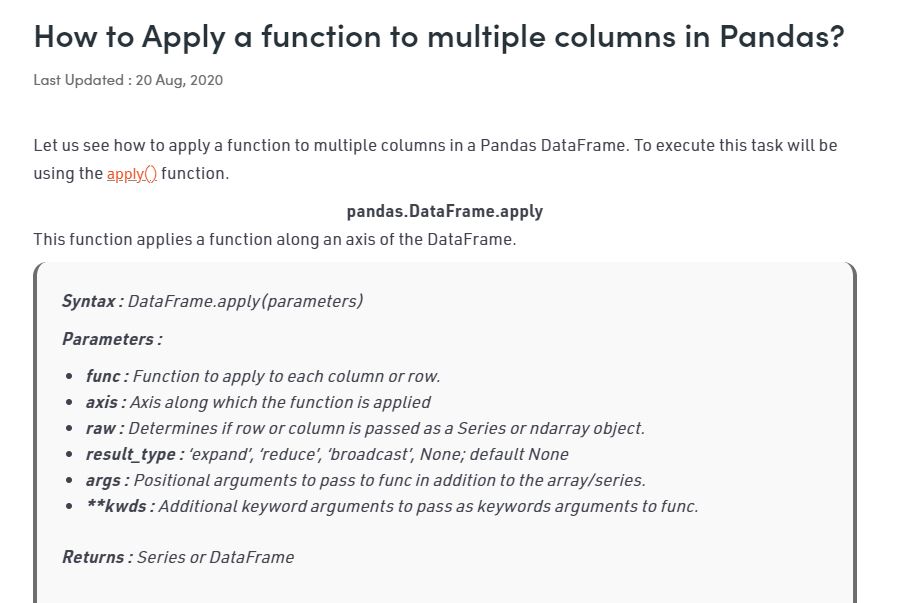 How to Apply a function to multiple columns in Pandas?
Last Updated : 20 Aug, 2020
Let us see how to apply a function to multiple columns in a Pandas DataFrame. To execute this task will be
using the apply() function.
pandas.DataFrame.apply
This function applies a function along an axis of the DataFrame.
Syntax : DataFrame.apply(parameters)
Parameters :
• func : Function to apply to each column or row.
• axis : Axis along which the function is applied
• raw : Determines if row or column is passed as a Series or ndarray object.
• result_type : ‘expand’, ‘reduce’, ‘broadcast’, None; default None
• args : Positional arguments to pass to func in addition to the array/series.
• **kwds : Additional keyword arguments to pass as keywords arguments to func.
Returns : Series or DataFrame